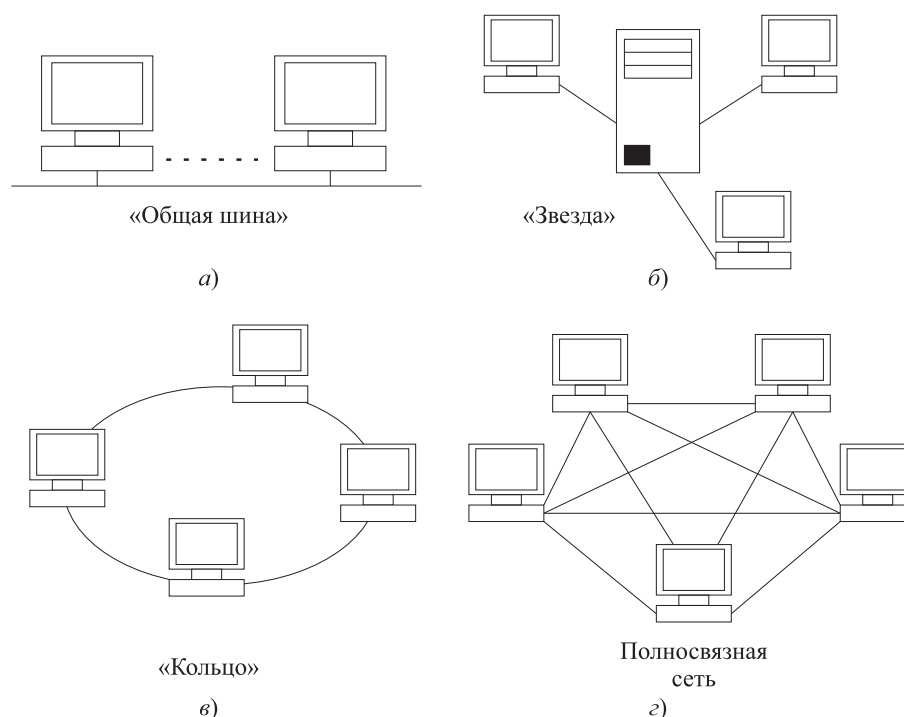 «Общая шина»
а)
«Звезда»
б)
«Кольцо»
в)
Полносвязная
сеть
г)